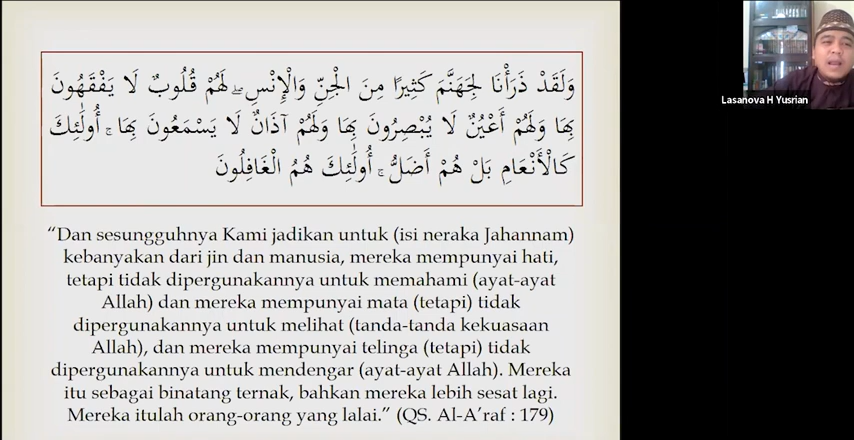 وَلَقَدْ ذَرَأْنَا لِجَهَنَّمَ كَثِيرًا مِنَ الْجِنِّ وَالْإِنْسِ ۖ لَهُمْ قُلُوبٌ لَا يَفْقَهُونَ
بِهَا وَلَهُمْ أَعْيُنٌ لَا يُبْصِرُونَ بِهَا وَلَهُمْ آذَانٌ لَا يَسْمَعُونَ بِهَا ۚ أُولَٰئِكَ
كَالْأَنْعَامِ بَلْ هُمْ أَضَلُّ ۚ أُولَٰئِكَ هُمُ الْغَافِلُونَ
“Dan sesungguhnya Kami jadikan untuk (isi neraka Jahannam)
kebanyakan dari jin dan manusia, mereka mempunyai hati,
tetapi tidak dipergunakannya untuk memahami (ayat-ayat
Allah) dan mereka mempunyai mata (tetapi) tidak
dipergunakannya untuk melihat (tanda-tanda kekuasaan
Allah), dan mereka mempunyai telinga (tetapi) tidak
dipergunakannya untuk mendengar (ayat-ayat Allah). Mereka
itu sebagai binatang ternak, bahkan mereka lebih sesat lagi.
Mereka itulah orang-orang yang lalai.” (QS. Al-A’raf : 179)
Lasanova H Yusrian